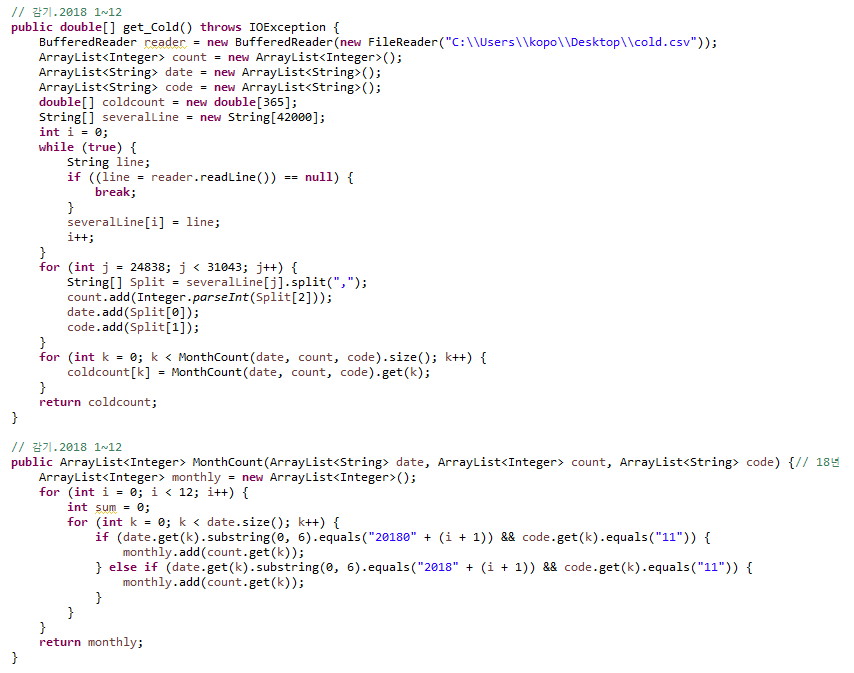 // 감기.2018 1~12
public double[] get_Cold() throws IOException {
    BufferedReader reader = new BufferedReader(new FileReader("C:\\Users\\kopo\\Desktop\\cold.csv"));
    ArrayList<Integer> count = new ArrayList<Integer>();
    ArrayList<String> date = new ArrayList<String>();
    ArrayList<String> code = new ArrayList<String>();
    double[] coldcount = new double[365];
    String[] severalLine = new String[42000];
    int i = 0;
    while (true) {
        String line;
        if ((line = reader.readLine()) == null) {
            break;
        }
        severalLine[i] = line;
        i++;
    }
    for (int j = 24838; j < 31043; j++) {
        String[] Split = severalLine[j].split(",");
        count.add(Integer.parseInt(Split[2]));
        date.add(Split[0]);
        code.add(Split[1]);
    }
    for (int k = 0; k < MonthCount(date, count, code).size(); k++) {
        coldcount[k] = MonthCount(date, count, code).get(k);
    }
    return coldcount;
}
// 감기.2018 1~12
public ArrayList<Integer> MonthCount(ArrayList<String> date, ArrayList<Integer> count, ArrayList<String> code) {// 18년
    ArrayList<Integer> monthly = new ArrayList<Integer>();
    for (int i = 0; i < 12; i++) {
        int sum = 0;
        for (int k = 0; k < date.size(); k++) {
            if (date.get(k).substring(0, 6).equals("20180" + (i + 1)) && code.get(k).equals("11")) {
                monthly.add(count.get(k));
            } else if (date.get(k).substring(0, 6).equals("2018" + (i + 1)) && code.get(k).equals("11")) {
                monthly.add(count.get(k));
            }
        }
    }
    return monthly;
}